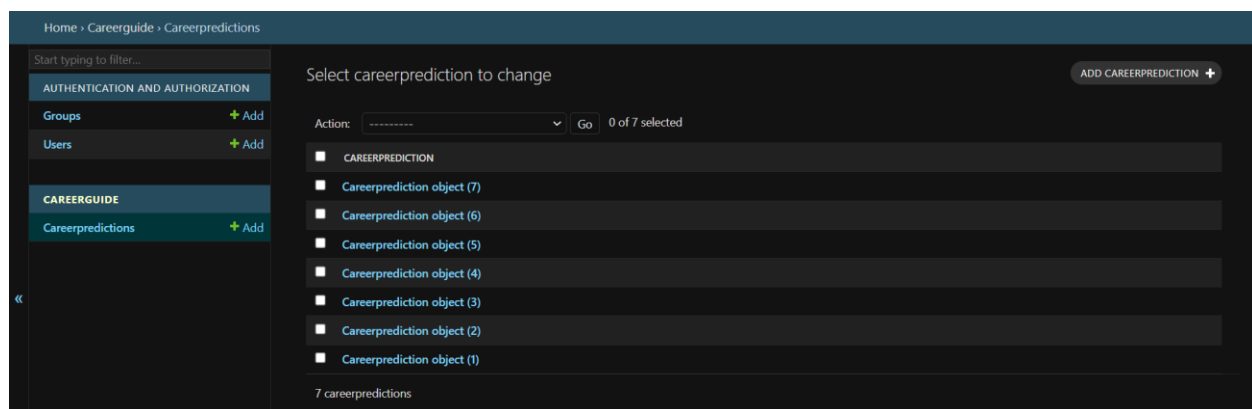 Home › Careerguide › Careerpredictions
Start typing to filter...
AUTHENTICATION AND AUTHORIZATION
Groups + Add
Users + Add
CAREERGUIDE
Careerpredictions + Add
«
Select careerprediction to change
ADD CAREERPREDICTION +
Action: --------- Go 0 of 7 selected
CAREERPREDICTION
Careerprediction object (7)
Careerprediction object (6)
Careerprediction object (5)
Careerprediction object (4)
Careerprediction object (3)
Careerprediction object (2)
Careerprediction object (1)
7 careerpredictions